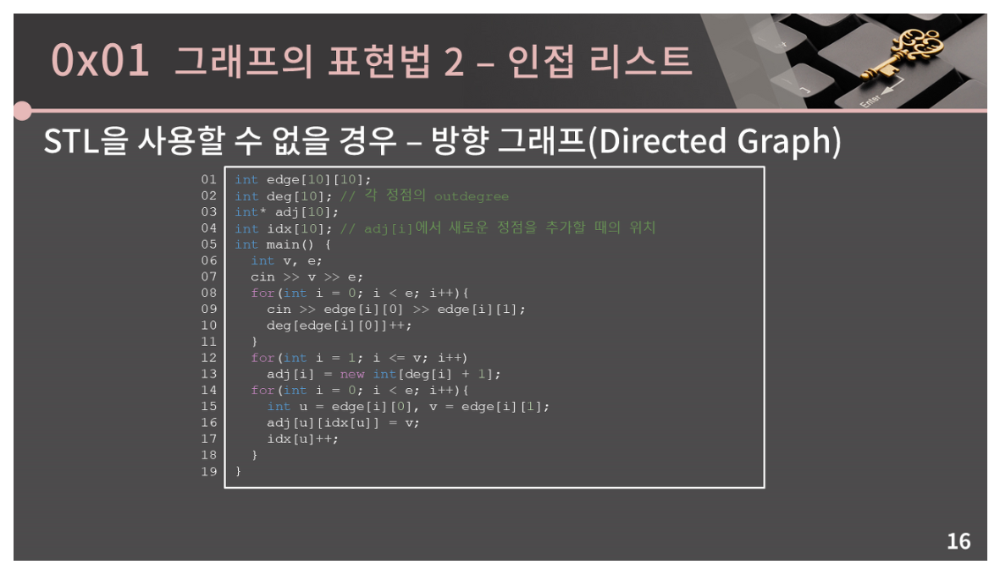 0x01 그래프의 표현법 2 – 인접 리스트
Enter
STL을 사용할 수 없을 경우 – 방향 그래프(Directed Graph)
01 int edge[10][10];
02 int deg[10]; // 각 정점의 outdegree
03 int* adj[10];
04 int idx[10]; // adj[i]에서 새로운 정점을 추가할 때의 위치
05 int main() {
06 int v, e;
07 cin >> v >> e;
08 for(int i = 0; i < e; i++){
09 cin >> edge[i][0] >> edge[i][1];
10 deg[edge[i][0]]++;
11 }
12 for(int i = 1; i <= v; i++)
13 adj[i] = new int[deg[i] + 1];
14 for(int i = 0; i < e; i++){
15 int u = edge[i][0], v = edge[i][1];
16 adj[u][idx[u]] = v;
17 idx[u]++;
18 }
19 }
16